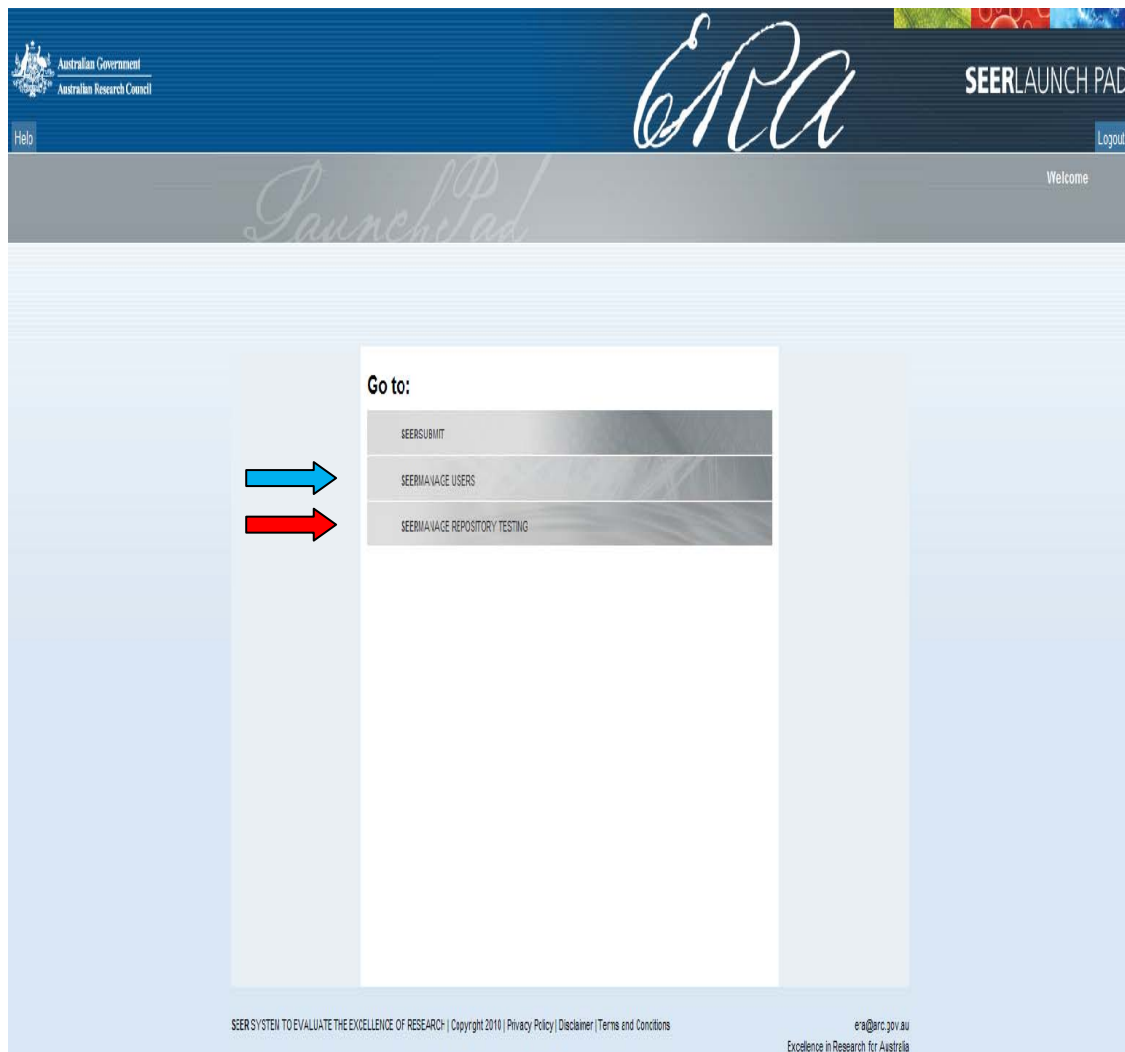 Australian Government
Australian Research Council
ERA
SEERLAUNCH PAD
Help
Logout
LaunchPad
Welcome
Go to:
SEERSUBMIT
SEERMANAGE USERS
SEERMANAGE REPOSITORY TESTING
SEER SYSTEM TO EVALUATE THE EXCELLENCE OF RESEARCH | Copyright 2010 | Privacy Policy | Disclaimer | Terms and Conditions
era@arc.gov.au
Excellence in Research for Australia